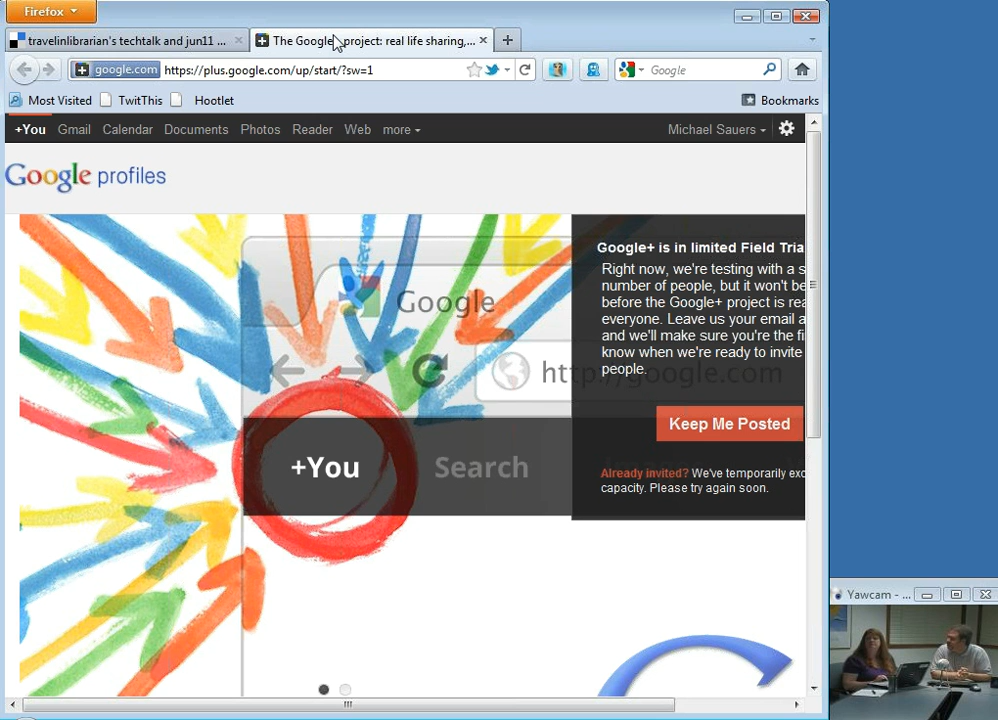 Firefox
travelinlibrarian's techtalk and jun11 ...
The Google project: real life sharing,...
google.com https://plus.google.com/up/start/?sw=1
Google
Most Visited TwitThis Hootlet
Bookmarks
+You Gmail Calendar Documents Photos Reader Web more
Michael Sauers
Google profiles
Google
http://google.com
+You Search
Google+ is in limited Field Tria
Right now, we're testing with a s
number of people, but it won't be
before the Google+ project is rea
everyone. Leave us your email a
and we'll make sure you're the fi
know when we're ready to invite
people.
Keep Me Posted
Already invited? We've temporarily exc
capacity. Please try again soon.
Yawcam - ...